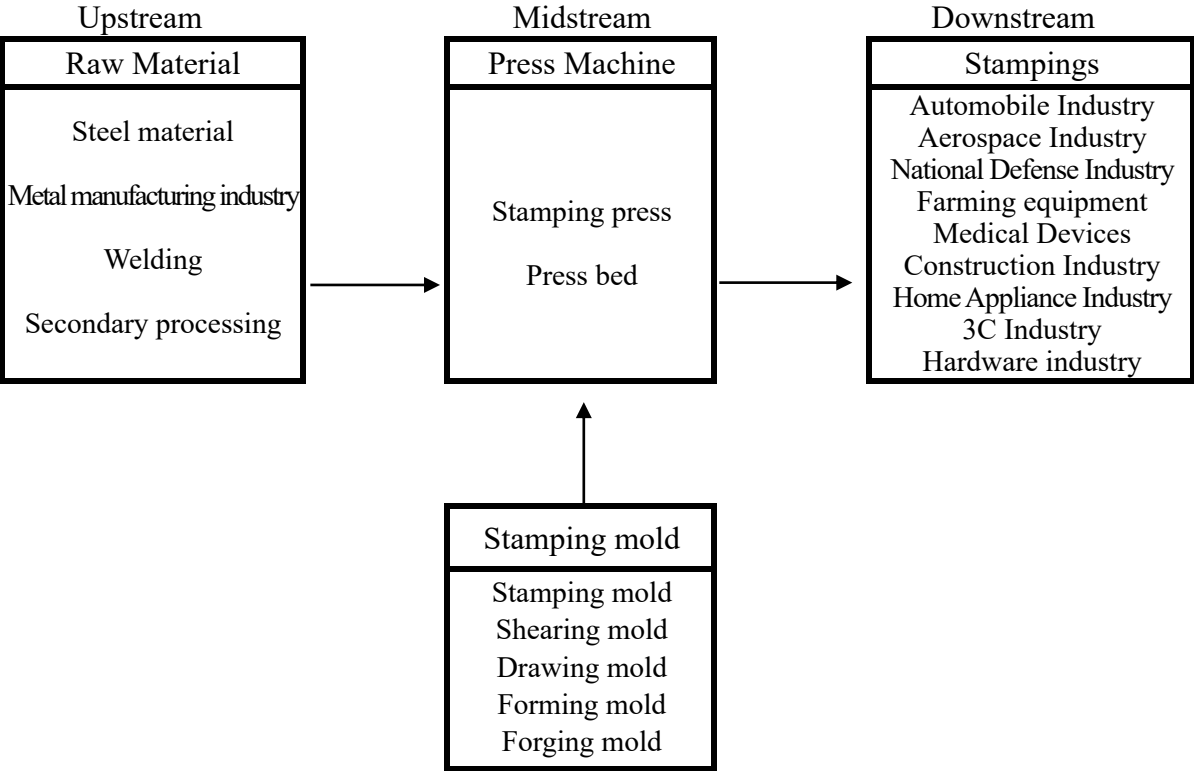 Upstream
Raw Material
Steel material
Metal manufacturing industry
Welding
Secondary processing
Midstream
Press Machine
Stamping press
Press bed
Downstream
Stampings
Automobile Industry
Aerospace Industry
National Defense Industry
Farming equipment
Medical Devices
Construction Industry
Home Appliance Industry
3C Industry
Hardware industry
Stamping mold
Stamping mold
Shearing mold
Drawing mold
Forming mold
Forging mold